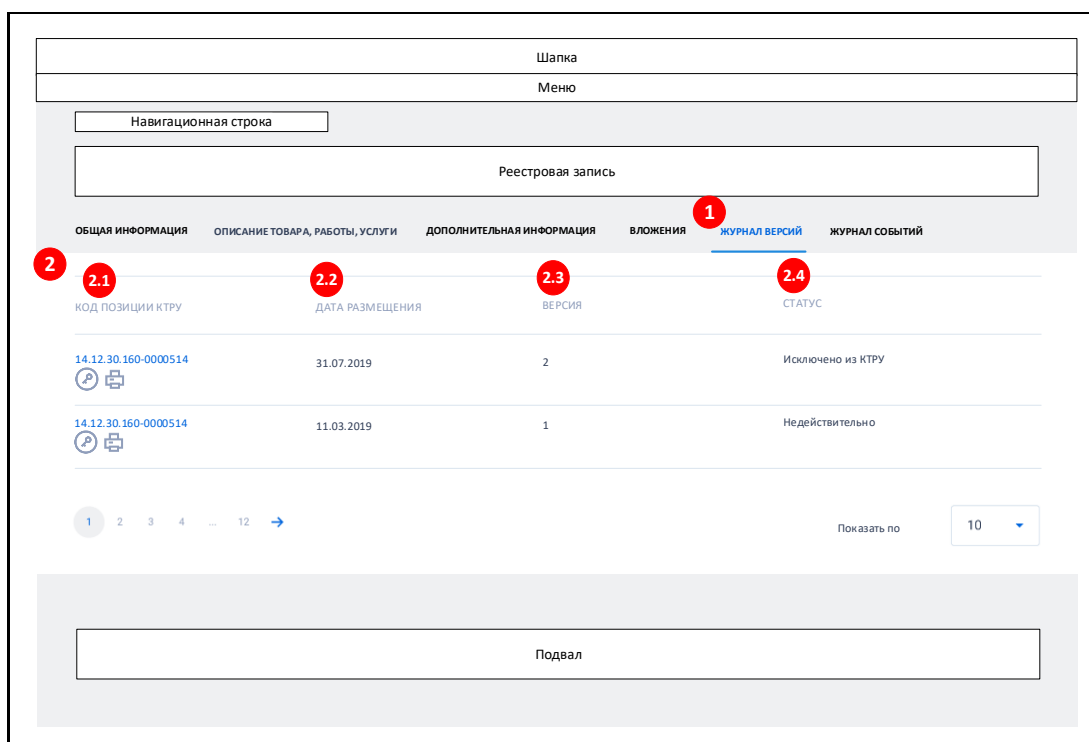 Шапка
Меню
Навигационная строка
Реестровая запись
1
ОБЩАЯ ИНФОРМАЦИЯ ОПИСАНИЕ ТОВАРА, РАБОТЫ, УСЛУГИ ДОПОЛНИТЕЛЬНАЯ ИНФОРМАЦИЯ ВЛОЖЕНИЯ ЖУРНАЛ ВЕРСИЙ ЖУРНАЛ СОБЫТИЙ
2
2.1 2.2 2.3 2.4
КОД ПОЗИЦИИ КТРУ ДАТА РАЗМЕЩЕНИЯ ВЕРСИЯ СТАТУС
14.12.30.160-0000514 31.07.2019 2 Исключено из КТРУ
14.12.30.160-0000514 11.03.2019 1 Недействительно
1 2 3 4 ... 12 Показать по 10
Подвал